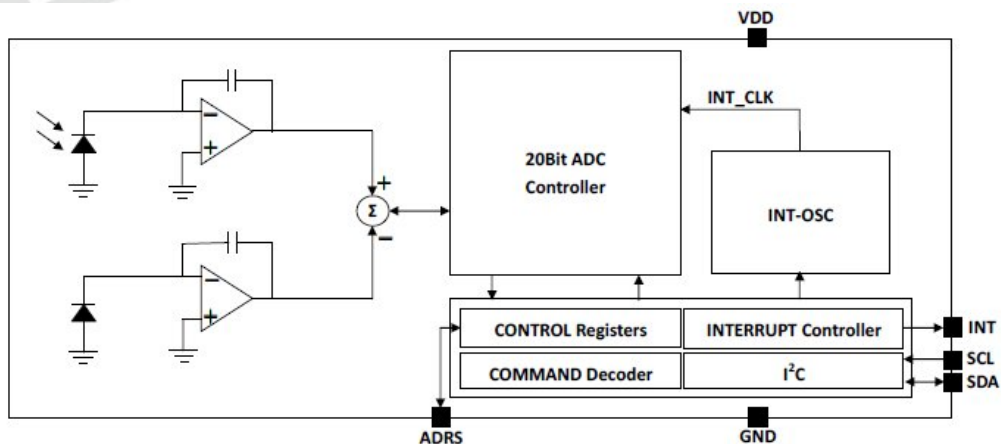 VDD
INT_CLK
20Bit ADC
Controller
INT-OSC
+
Σ
−
−
+
−
+
CONTROL Registers
INTERRUPT Controller
INT
COMMAND Decoder
I²C
SCL
SDA
ADRS
GND